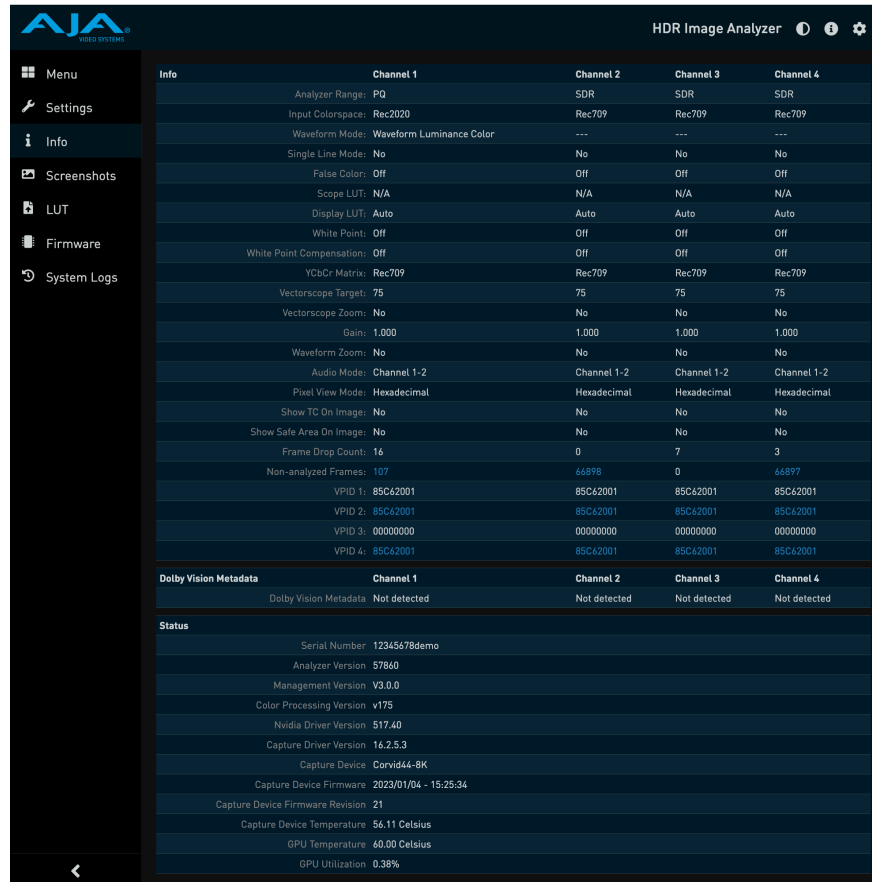 AJA
VIDEO SYSTEMS
HDR Image Analyzer
Menu
Settings
Info
Screenshots
LUT
Firmware
System Logs
Info Channel 1 Channel 2 Channel 3 Channel 4
Analyzer Range: PQ SDR SDR SDR
Input Colorspace: Rec2020 Rec709 Rec709 Rec709
Waveform Mode: Waveform Luminance Color --- --- ---
Single Line Mode: No No No No
False Color: Off Off Off Off
Scope LUT: N/A N/A N/A N/A
Display LUT: Auto Auto Auto Auto
White Point: Off Off Off Off
White Point Compensation: Off Off Off Off
YCbCr Matrix: Rec709 Rec709 Rec709 Rec709
Vectorscope Target: 75 75 75 75
Vectorscope Zoom: No No No No
Gain: 1.000 1.000 1.000 1.000
Waveform Zoom: No No No No
Audio Mode: Channel 1-2 Channel 1-2 Channel 1-2 Channel 1-2
Pixel View Mode: Hexadecimal Hexadecimal Hexadecimal Hexadecimal
Show TC On Image: No No No No
Show Safe Area On Image: No No No No
Frame Drop Count: 16 0 7 3
Non-analyzed Frames: 107 66898 0 66897
VPID 1: 85C62001 85C62001 85C62001 85C62001
VPID 2: 85C62001 85C62001 85C62001 85C62001
VPID 3: 00000000 00000000 00000000 00000000
VPID 4: 85C62001 85C62001 85C62001 85C62001
Dolby Vision Metadata Channel 1 Channel 2 Channel 3 Channel 4
Dolby Vision Metadata Not detected Not detected Not detected Not detected
Status
Serial Number 12345678demo
Analyzer Version 57860
Management Version V3.0.0
Color Processing Version v175
Nvidia Driver Version 517.40
Capture Driver Version 16.2.5.3
Capture Device Corvid44-8K
Capture Device Firmware 2023/01/04 - 15:25:34
Capture Device Firmware Revision 21
Capture Device Temperature 56.11 Celsius
GPU Temperature 60.00 Celsius
GPU Utilization 0.38%